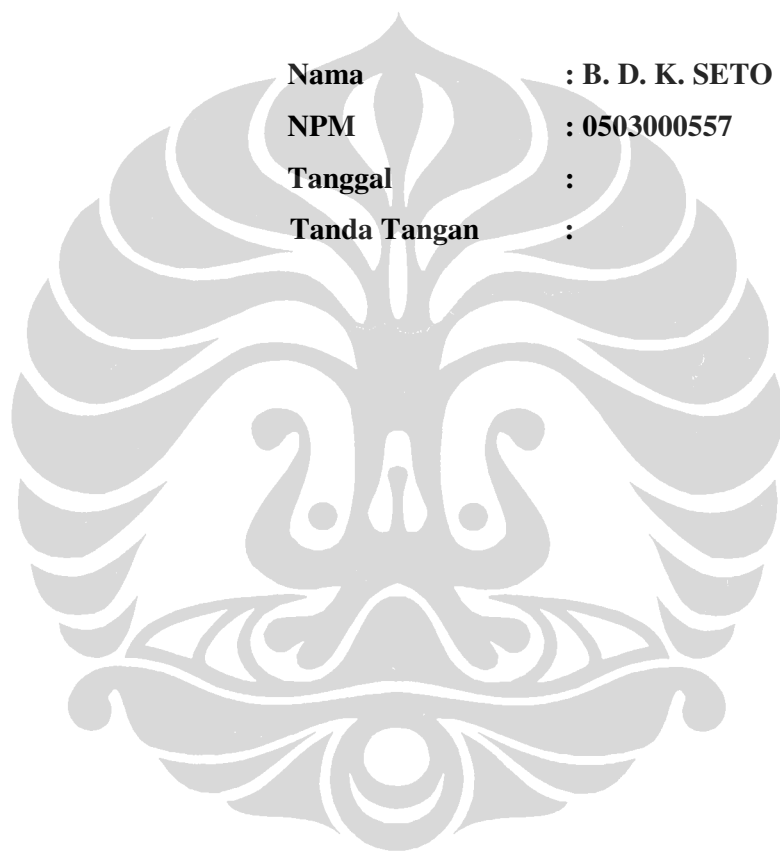 Nama : B. D. K. SETO
NPM : 0503000557
Tanggal :
Tanda Tangan :